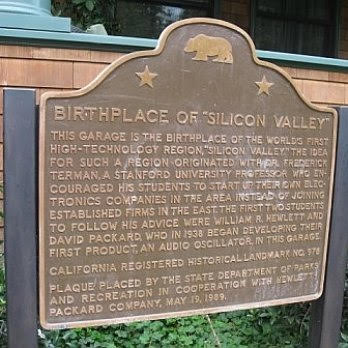 BIRTHPLACE OF "SILICON VALLEY"
THIS GARAGE IS THE BIRTHPLACE OF THE WORLD'S FIRST
HIGH-TECHNOLOGY REGION, "SILICON VALLEY." THE IDEA
FOR SUCH A REGION ORIGINATED WITH DR. FREDERICK
TERMAN, A STANFORD UNIVERSITY PROFESSOR WHO EN-
COURAGED HIS STUDENTS TO START UP THEIR OWN ELEC-
TRONICS COMPANIES IN THE AREA INSTEAD OF JOINING
ESTABLISHED FIRMS IN THE EAST. THE FIRST TWO STUDENTS
TO FOLLOW HIS ADVICE WERE WILLIAM R. HEWLETT AND
DAVID PACKARD, WHO IN 1938 BEGAN DEVELOPING THEIR
FIRST PRODUCT, AN AUDIO OSCILLATOR, IN THIS GARAGE.
CALIFORNIA REGISTERED HISTORICAL LANDMARK NO. 976
PLAQUE PLACED BY THE STATE DEPARTMENT OF PARKS
AND RECREATION IN COOPERATION WITH HEWLETT
PACKARD COMPANY, MAY 19, 1989.